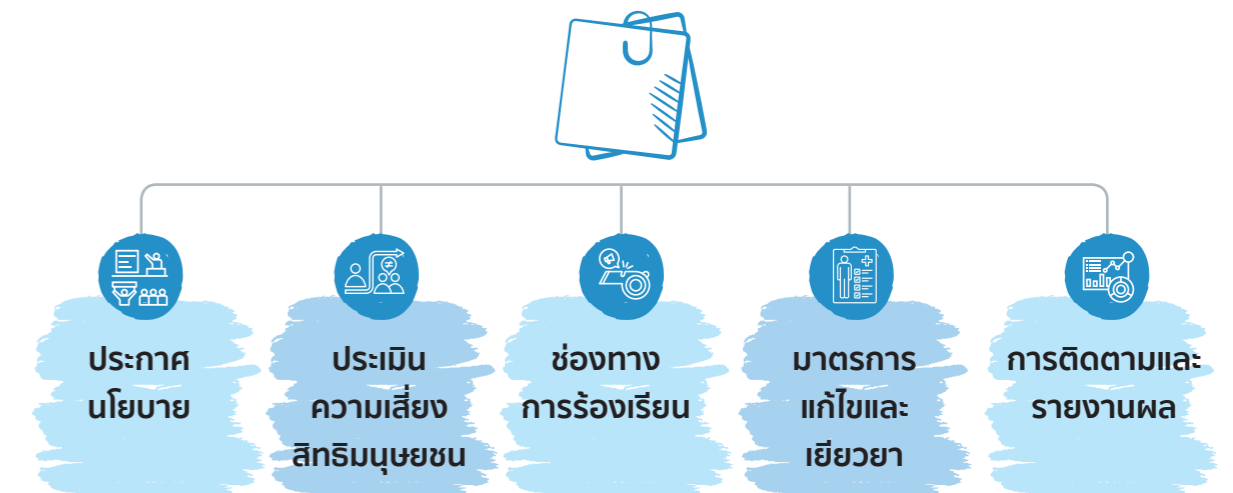 ประกาศ
นโยบาย
ประเมิน
ความเสี่ยง
สิทธิมนุษยชน
ช่องทาง
การร้องเรียน
มาตรการ
แก้ไขและ
เยียวยา
การติดตามและ
รายงานผล